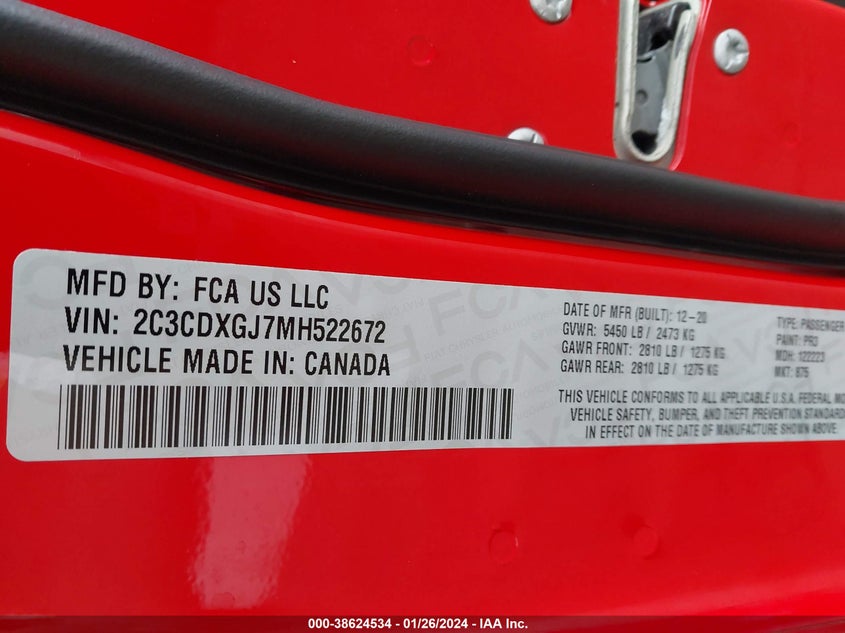 MFD BY: FCA US LLC
VIN: 2C3CDXGJ7MH522672
VEHICLE MADE IN: CANADA
DATE OF MFR (BUILT): 12-20
GVWR: 5450 LB / 2473 KG
GAWR FRONT: 2810 LB / 1275 KG
GAWR REAR: 2810 LB / 1275 KG
TYPE: PASSENGER
PAINT: PR3
MDH: 122223
MKT: 875
THIS VEHICLE CONFORMS TO ALL APPLICABLE U.S.A. FEDERAL MO
VEHICLE SAFETY, BUMPER, AND THEFT PREVENTION STANDARD
IN EFFECT ON THE DATE OF MANUFACTURE SHOWN ABOVE
000-38624534 - 01/26/2024 - IAA Inc.